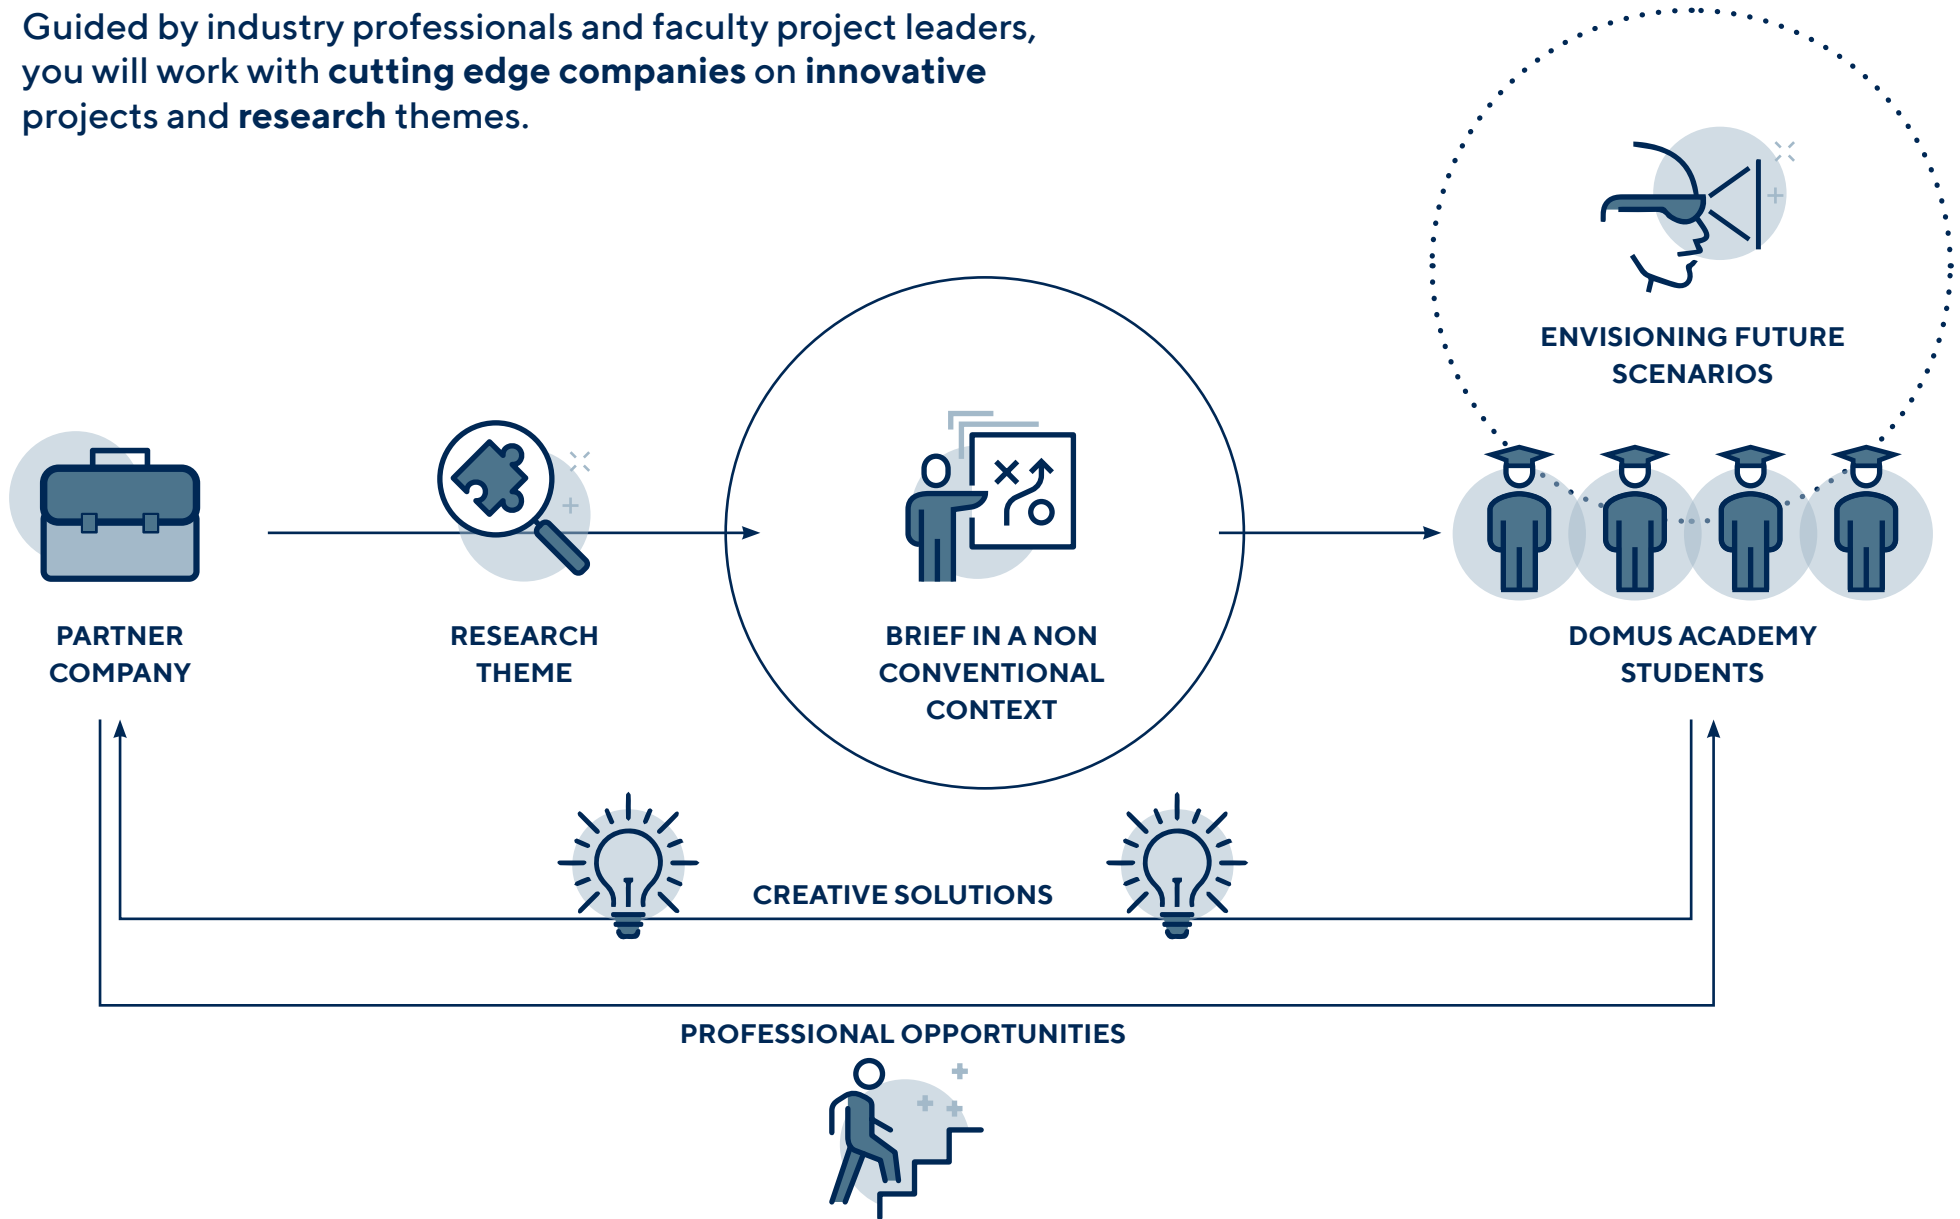 Guided by industry professionals and faculty project leaders,
you will work with cutting edge companies on innovative
projects and research themes.
ENVISIONING FUTURE
SCENARIOS
PARTNER
COMPANY
RESEARCH
THEME
BRIEF IN A NON
CONVENTIONAL
CONTEXT
DOMUS ACADEMY
STUDENTS
CREATIVE SOLUTIONS
PROFESSIONAL OPPORTUNITIES